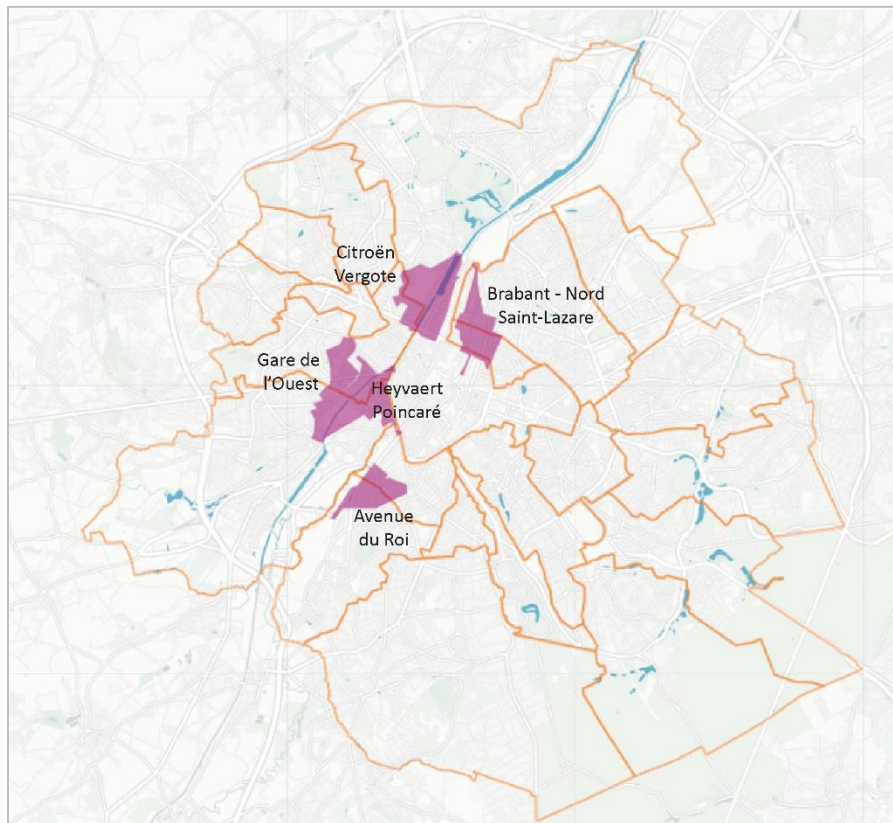 Citroën
Vergote
Brabant - Nord
Saint-Lazare
Gare de
l'Ouest
Heyvaert
Poincaré
Avenue
du Roi